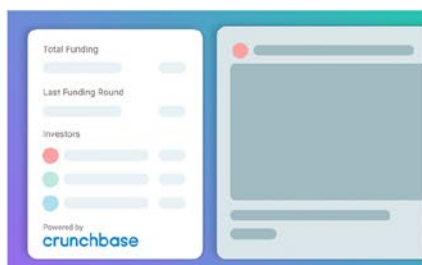 Total Funding
Last Funding Round
Investors
Powered by
crunchbase